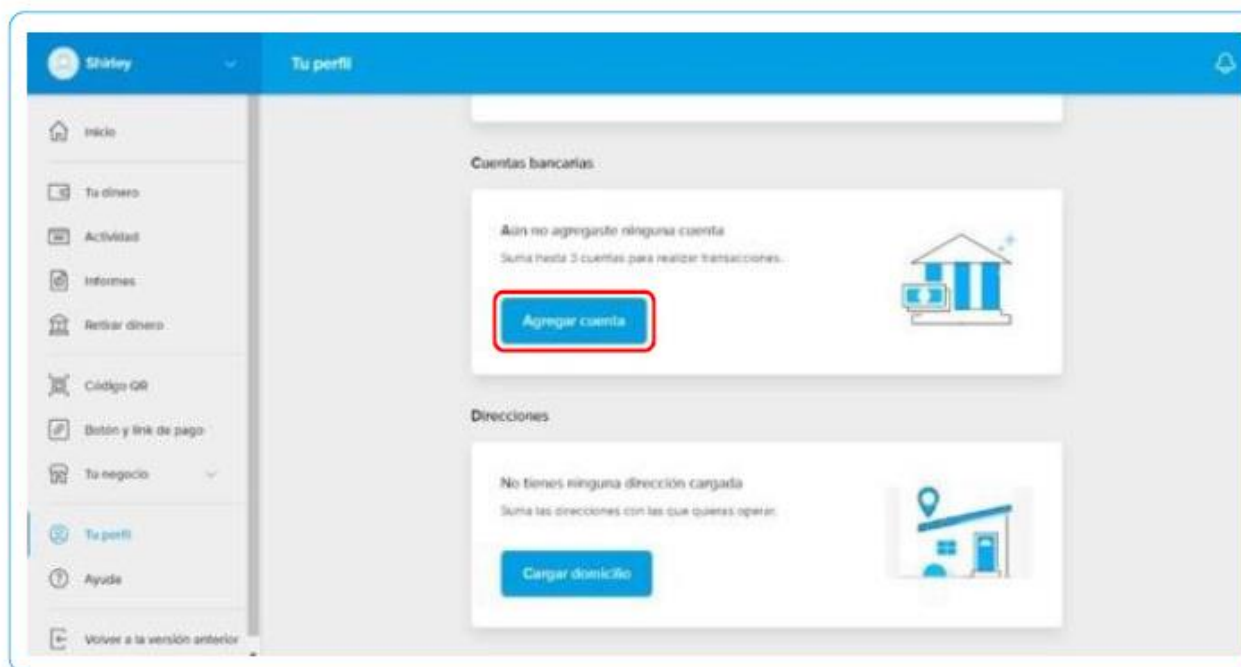 Shirley
Tu perfil
Inicio
Tu dinero
Actividad
Informes
Retirar dinero
Código QR
Botón y link de pago
Tu negocio
Tu perfil
Ayuda
Volver a la versión anterior
Cuentas bancarias
Aún no agregaste ninguna cuenta
Suma hasta 3 cuentas para realizar transacciones.
Agregar cuenta
Direcciones
No tienes ninguna dirección cargada
Suma las direcciones con las que quieras operar.
Cargar domicilio